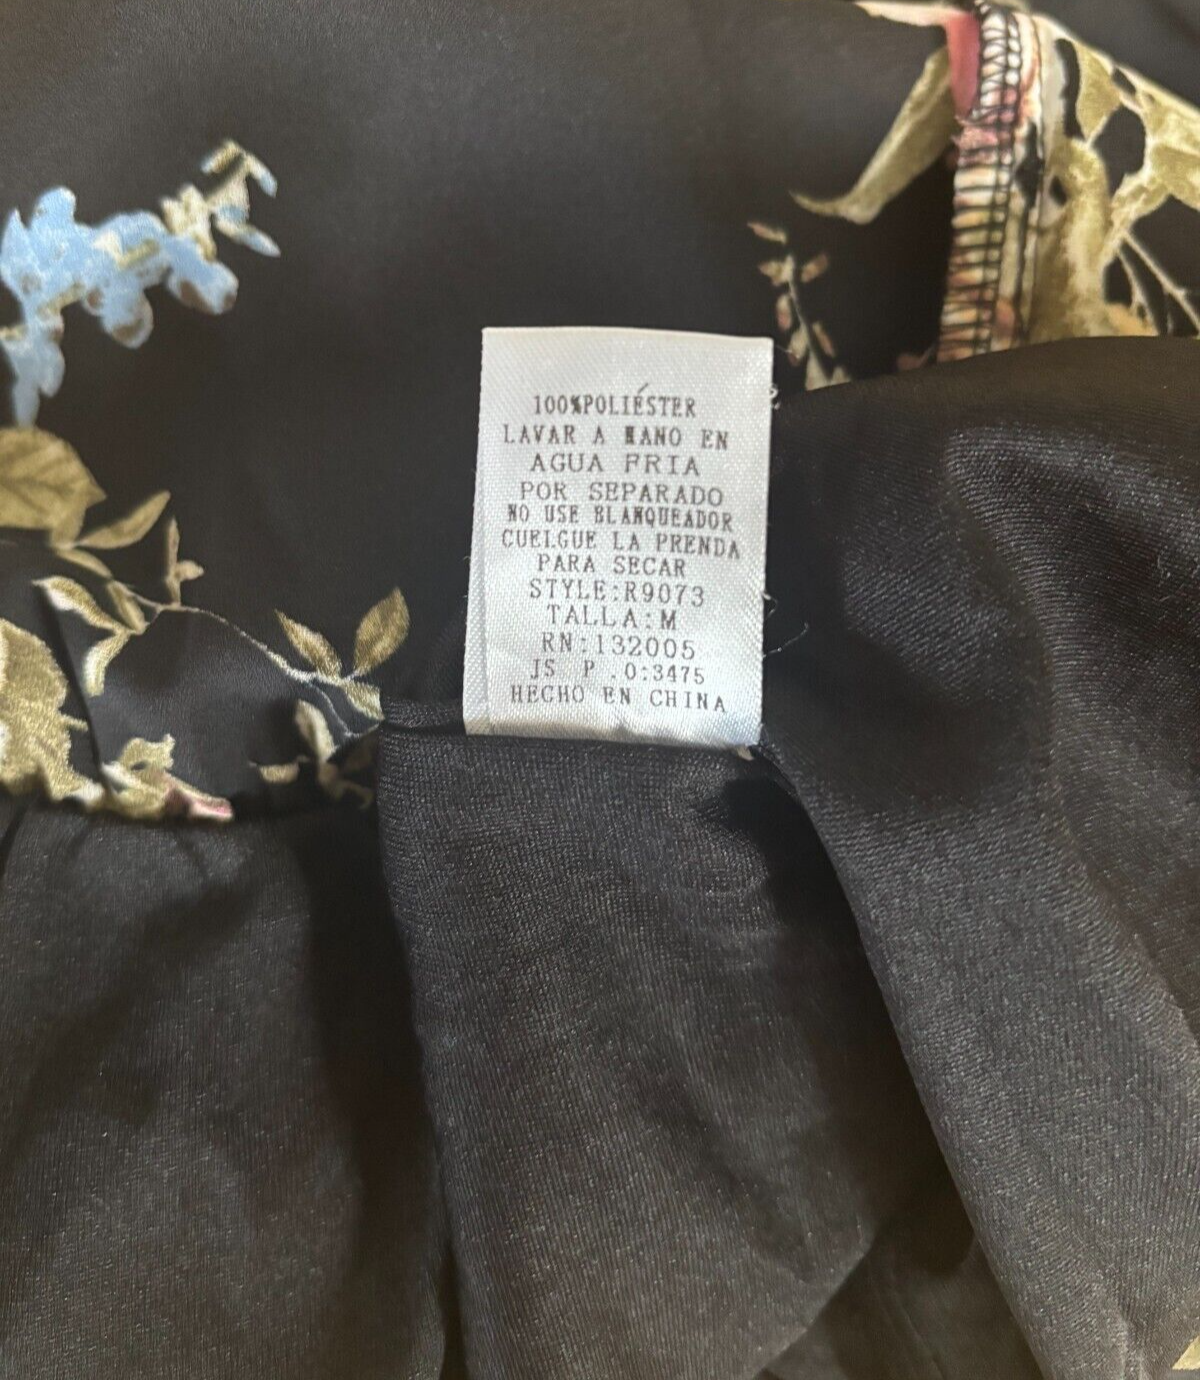 100%POLIÉSTER
LAVAR A MANO EN
AGUA FRIA
POR SEPARADO
NO USE BLANQUEADOR
CUELGUE LA PRENDA
PARA SECAR
STYLE:R9073
TALLA:M
RN:132005
JS P.O:3475
HECHO EN CHINA